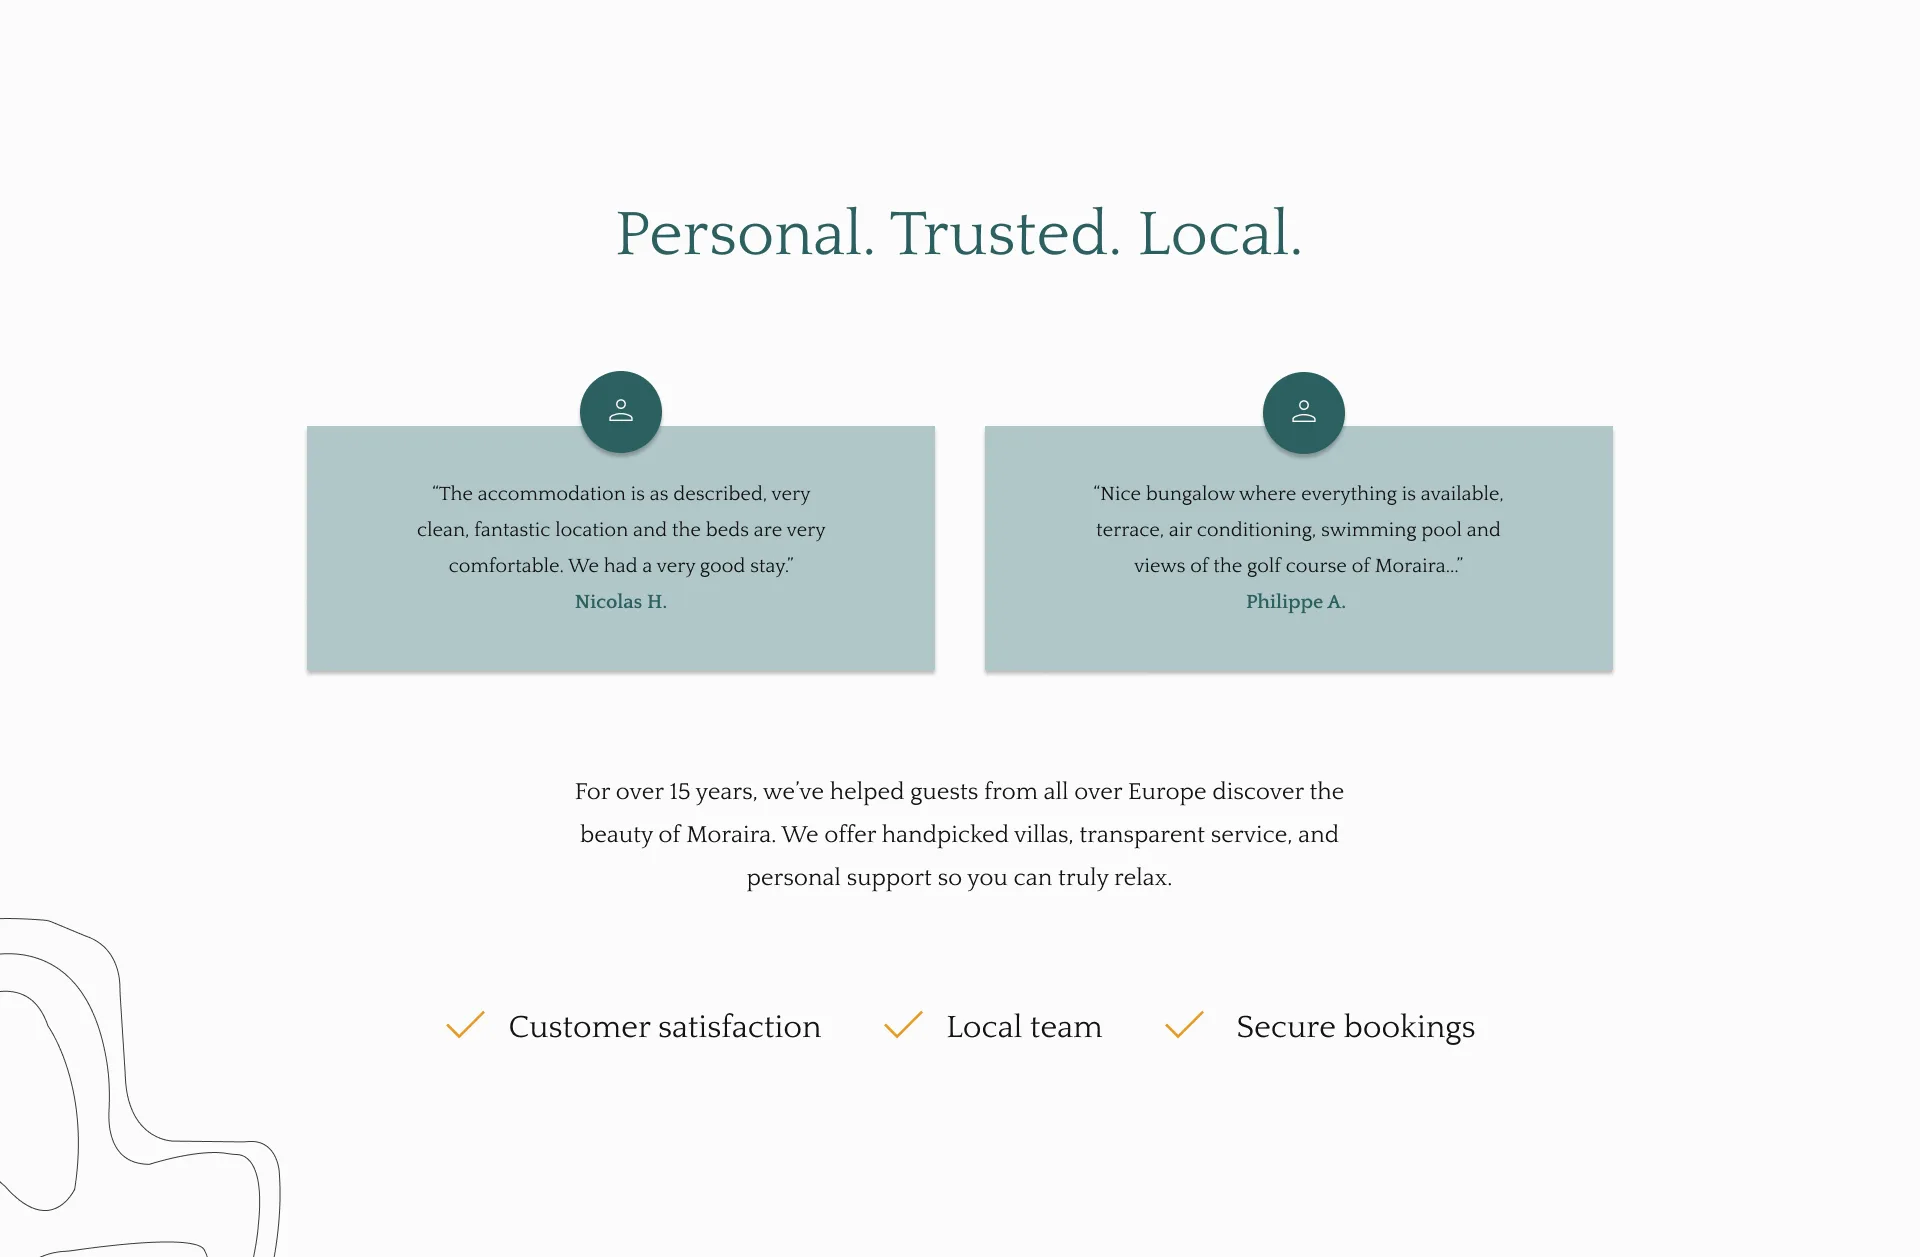 Personal. Trusted. Local.
“The accommodation is as described, very
clean, fantastic location and the beds are very
comfortable. We had a very good stay.”
Nicolas H.
“Nice bungalow where everything is available,
terrace, air conditioning, swimming pool and
views of the golf course of Moraira...”
Philippe A.
For over 15 years, we’ve helped guests from all over Europe discover the
beauty of Moraira. We offer handpicked villas, transparent service, and
personal support so you can truly relax.
Customer satisfaction
Local team
Secure bookings